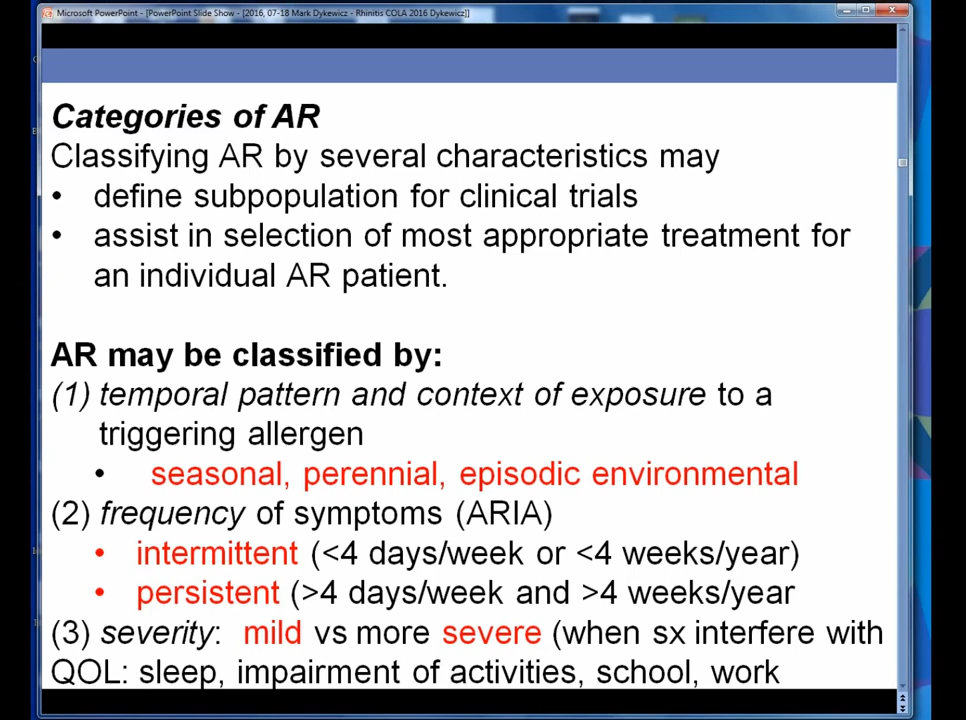 Microsoft PowerPoint - [PowerPoint Slide Show - [2016, 07-18 Mark Dykewicz - Rhinitis COLA 2016 Dykewicz]]
Categories of AR
Classifying AR by several characteristics may
• define subpopulation for clinical trials
• assist in selection of most appropriate treatment for
an individual AR patient.
AR may be classified by:
(1) temporal pattern and context of exposure to a
triggering allergen
• seasonal, perennial, episodic environmental
(2) frequency of symptoms (ARIA)
• intermittent (<4 days/week or <4 weeks/year)
• persistent (>4 days/week and >4 weeks/year
(3) severity: mild vs more severe (when sx interfere with
QOL: sleep, impairment of activities, school, work